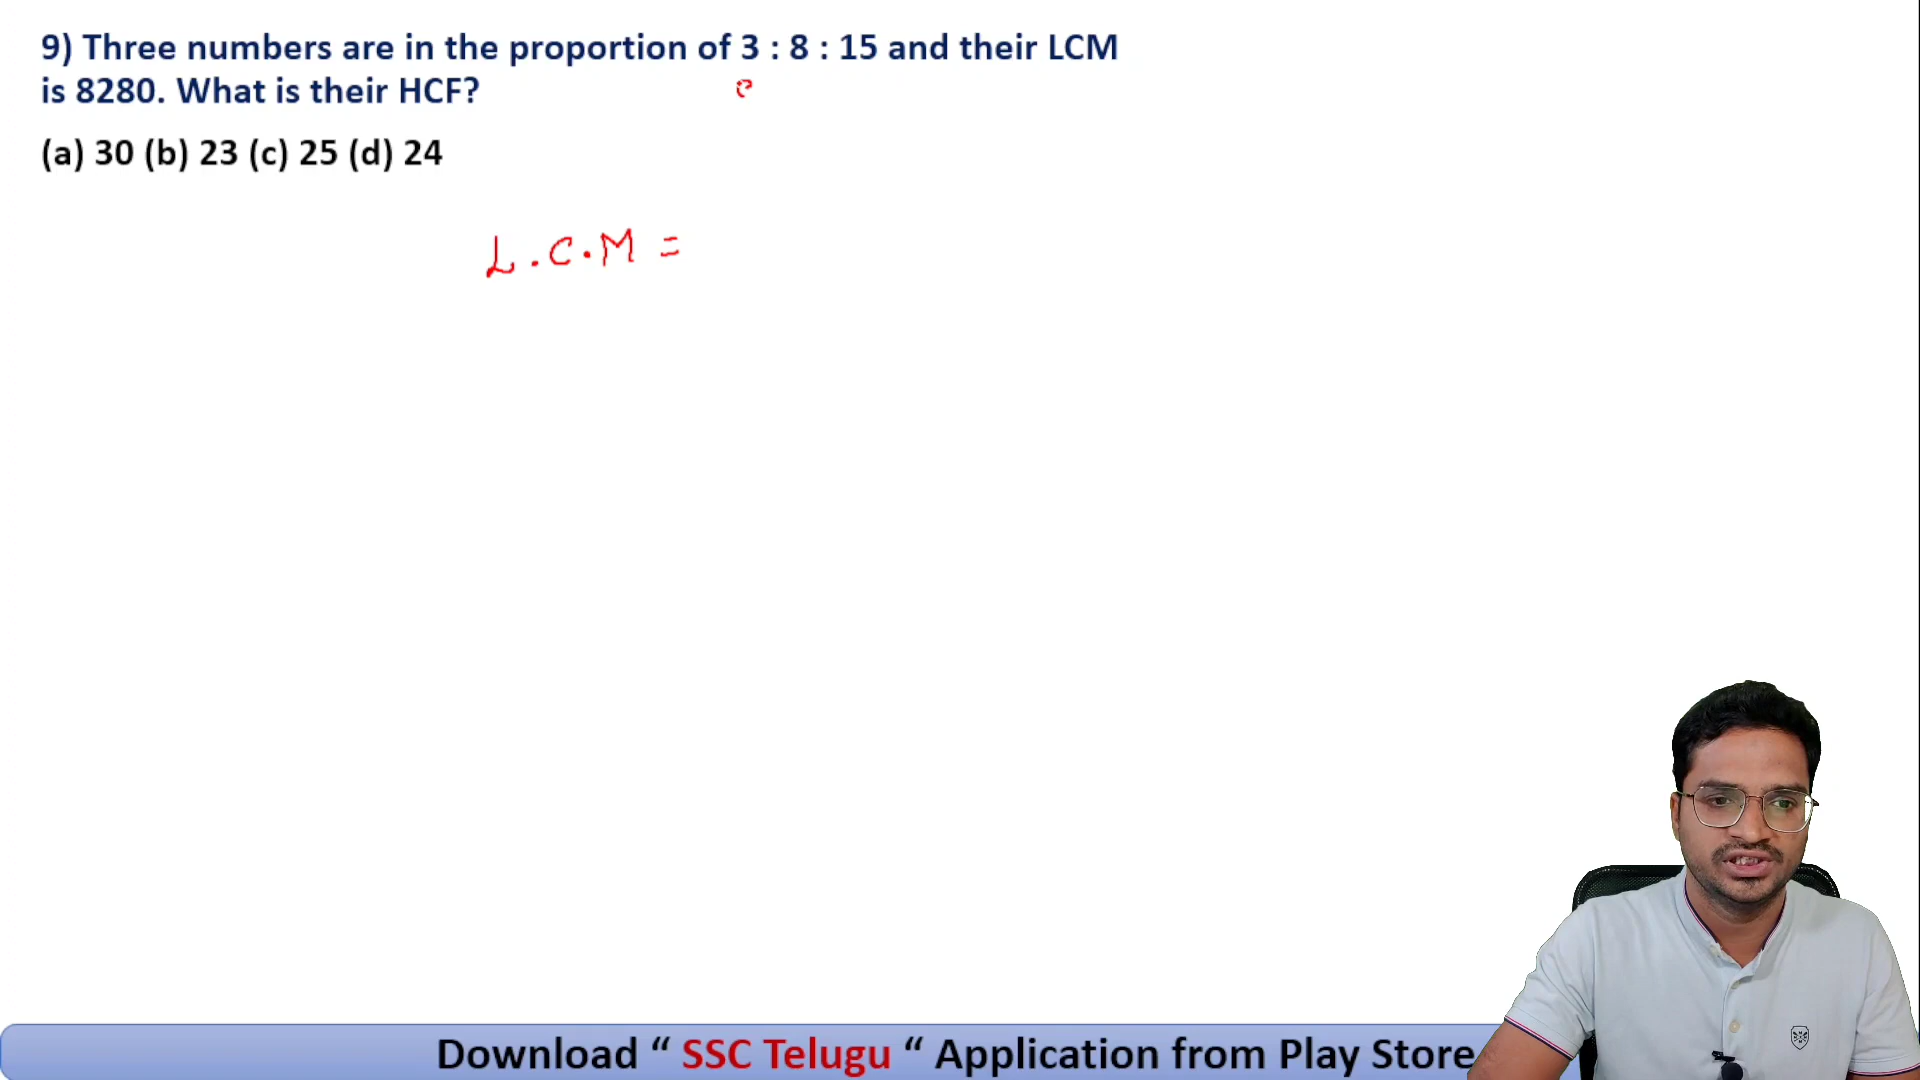 9) Three numbers are in the proportion of 3 : 8 : 15 and their LCM
is 8280. What is their HCF?
(a) 30 (b) 23 (c) 25 (d) 24
L.C.M =
Download “ SSC Telugu “ Application from Play Store